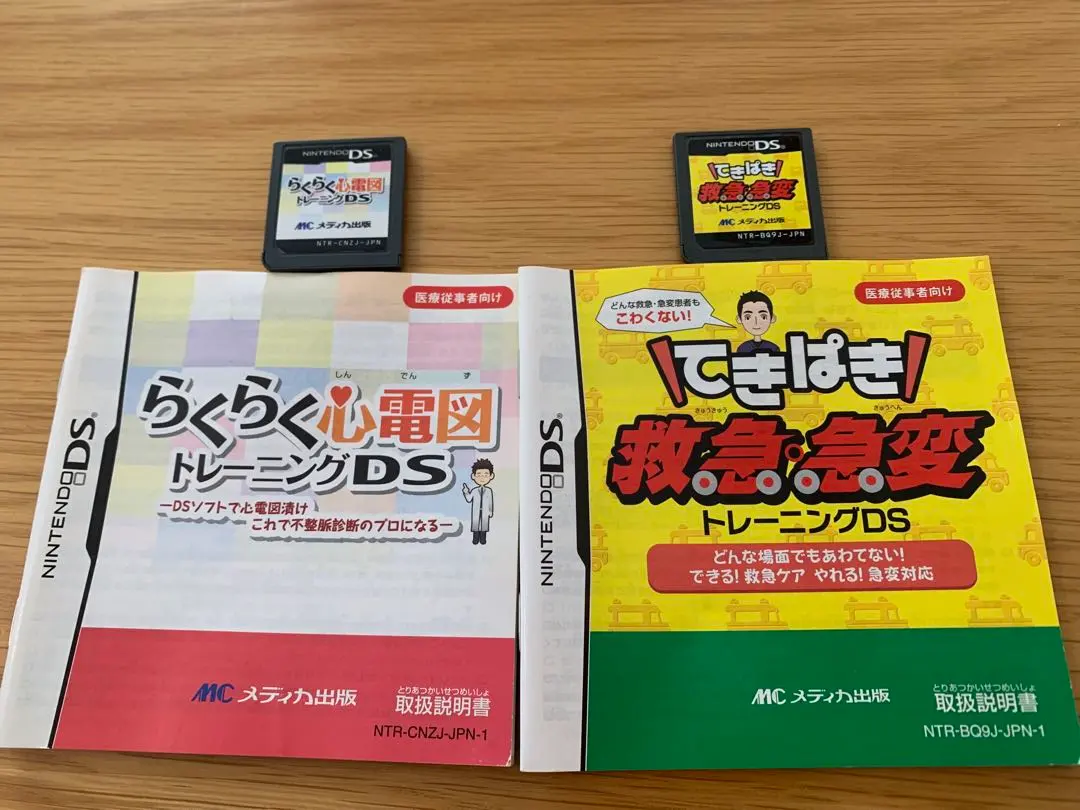 NINTENDO DS
らくらく心電図
トレーニングDS
MC メディカ出版
NTR-CNZJ-JPN
NINTENDO DS
てきぱき
救急・急変
トレーニングDS
MC メディカ出版
NTR-BQ9J-JPN
NINTENDO DS
医療従事者向け
しんでんず
らくらく心電図
トレーニングDS
ーDSソフトで心電図漬け
これで不整脈診断のプロになるー
MC メディカ出版
とりあつかいせつめいしょ
取扱説明書
NTR-CNZJ-JPN-1
NINTENDO DS
医療従事者向け
どんな救急・急変患者も
こわくない!
てきぱき
きゅうきゅう きゅうへん
救急・急変
トレーニングDS
どんな場面でもあわてない!
できる!救急ケア やれる!急変対応
MC メディカ出版
とりあつかいせつめいしょ
取扱説明書
NTR-BQ9J-JPN-1